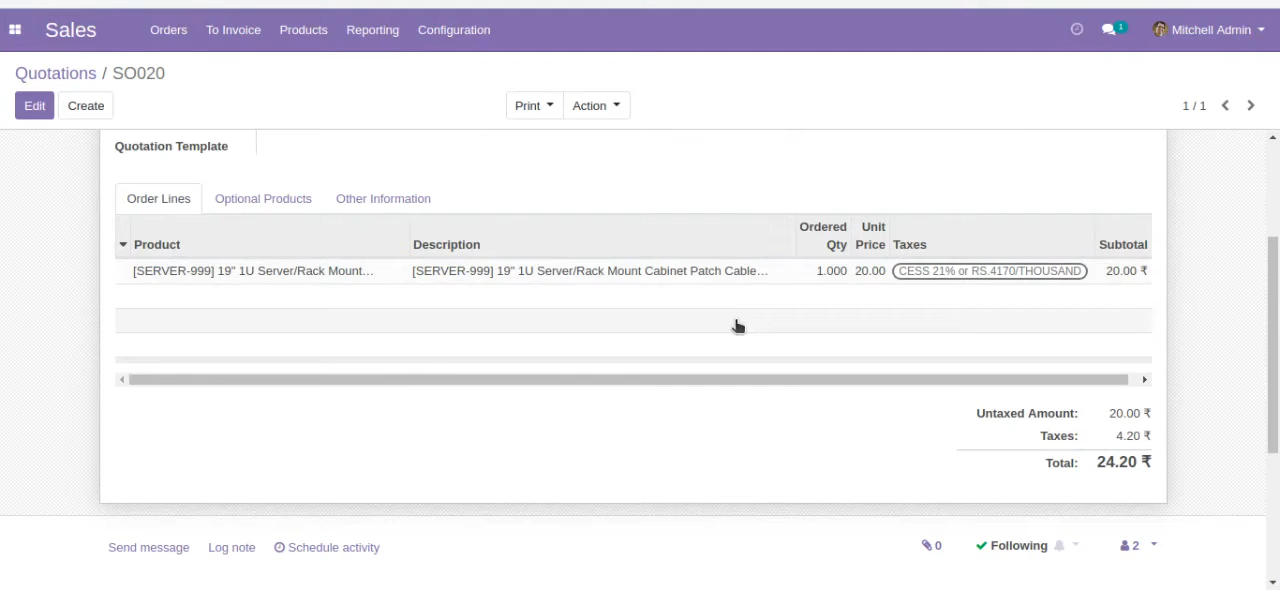 Sales Orders To Invoice Products Reporting Configuration 1 Mitchell Admin
Quotations / SO020
Edit Create Print Action 1 / 1
Quotation Template
Order Lines Optional Products Other Information
Product Description Ordered Qty Unit Price Taxes Subtotal
[SERVER-999] 19" 1U Server/Rack Mount... [SERVER-999] 19" 1U Server/Rack Mount Cabinet Patch Cable... 1.000 20.00 CESS 21% or RS.4170/THOUSAND 20.00 ₹
Untaxed Amount: 20.00 ₹
Taxes: 4.20 ₹
Total: 24.20 ₹
Send message Log note Schedule activity 0 Following 2